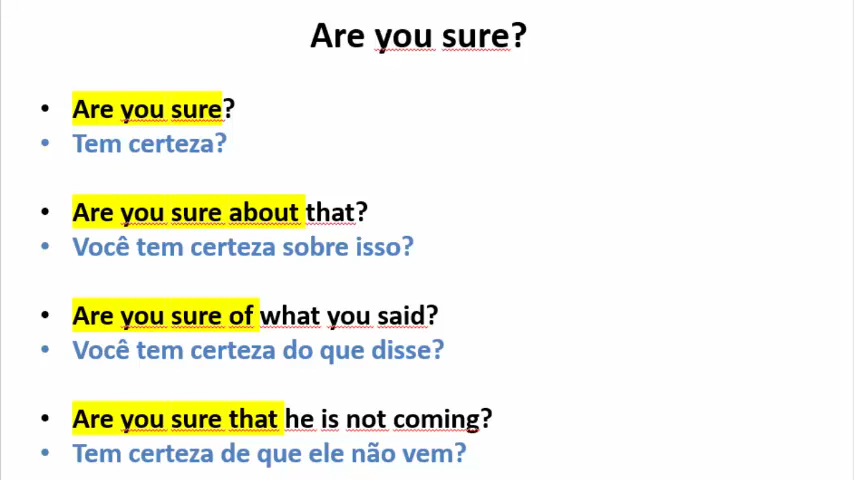 Are you sure?
• Are you sure?
• Tem certeza?
• Are you sure about that?
• Você tem certeza sobre isso?
• Are you sure of what you said?
• Você tem certeza do que disse?
• Are you sure that he is not coming?
• Tem certeza de que ele não vem?